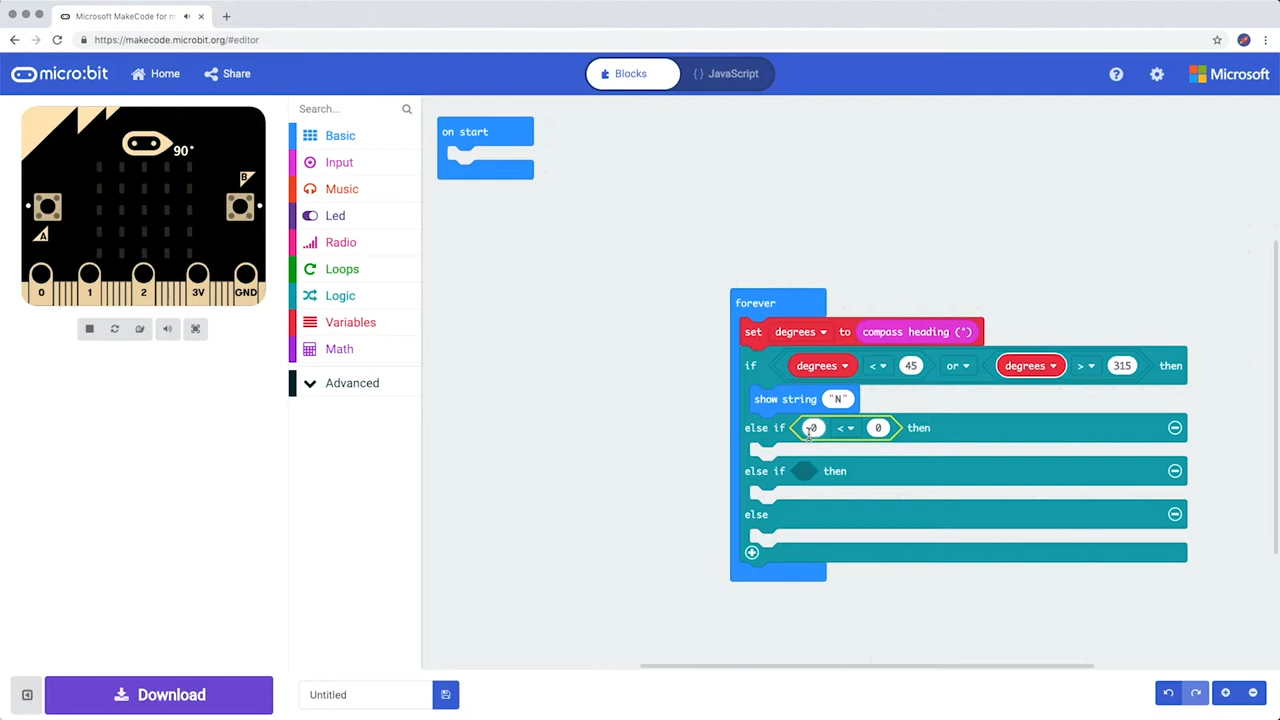 Microsoft MakeCode for m
https://makecode.microbit.org/#editor
micro:bit
Home
Share
Blocks
{ } JavaScript
?
Microsoft
90°
B
A
0 1 2 3V GND
Search...
Basic
Input
Music
Led
Radio
Loops
Logic
Variables
Math
Advanced
on start
forever
set degrees to compass heading (°)
if degrees < 45 or degrees > 315 then
show string "N"
else if 0 < 0 then
else if then
else
Download
Untitled